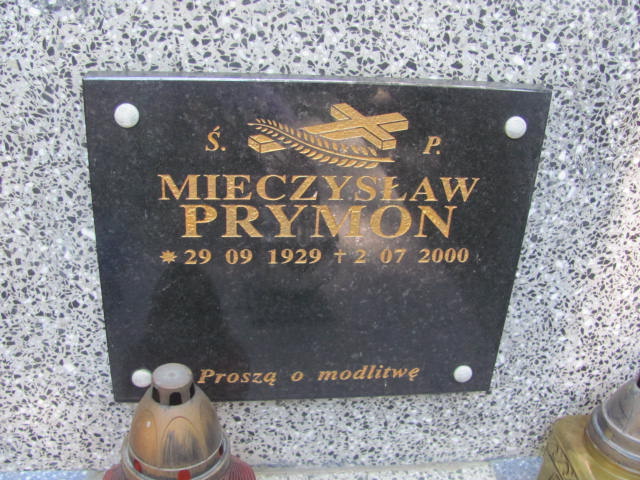 Ś. P.
MIECZYSŁAW
PRYMON
* 29 09 1929 † 2 07 2000
Proszą o modlitwę